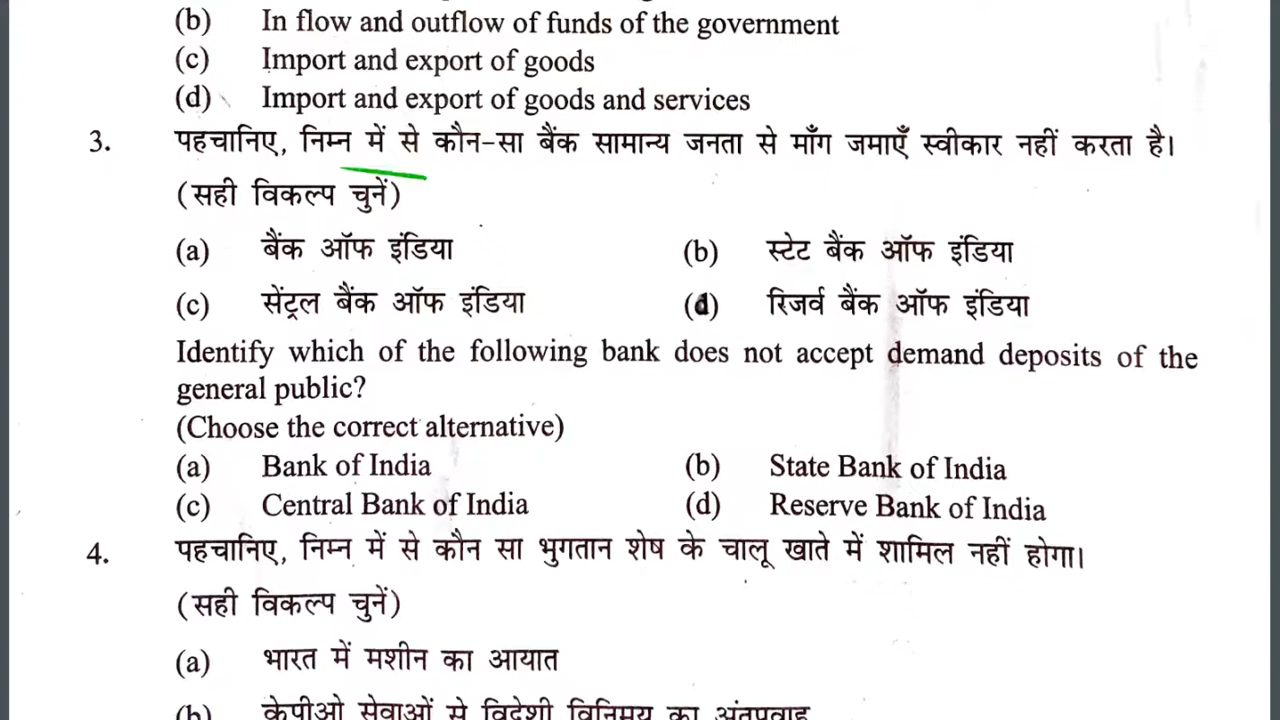 (b) In flow and outflow of funds of the government
(c) Import and export of goods
(d) Import and export of goods and services
3. पहचानिए, निम्न में से कौन-सा बैंक सामान्य जनता से माँग जमाएँ स्वीकार नहीं करता है।
(सही विकल्प चुनें)
(a) बैंक ऑफ इंडिया (b) स्टेट बैंक ऑफ इंडिया
(c) सेंट्रल बैंक ऑफ इंडिया (d) रिजर्व बैंक ऑफ इंडिया
Identify which of the following bank does not accept demand deposits of the
general public?
(Choose the correct alternative)
(a) Bank of India (b) State Bank of India
(c) Central Bank of India (d) Reserve Bank of India
4. पहचानिए, निम्न में से कौन सा भुगतान शेष के चालू खाते में शामिल नहीं होगा।
(सही विकल्प चुनें)
(a) भारत में मशीन का आयात
(b) केपीओ सेवाओं से विदेशी विनिमय का अंतप्रवाह